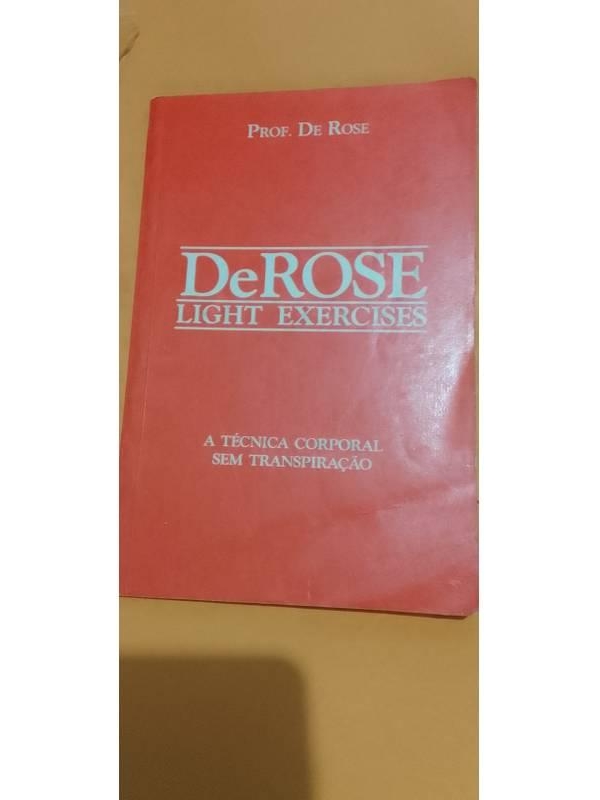 PROF. DE ROSE
DeROSE
LIGHT EXERCISES
A TÉCNICA CORPORAL
SEM TRANSPIRAÇÃO